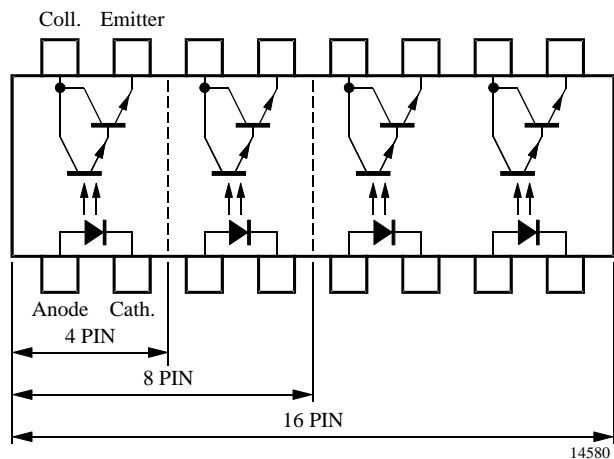 Coll. Emitter
Anode Cath.
4 PIN
8 PIN
16 PIN
14580